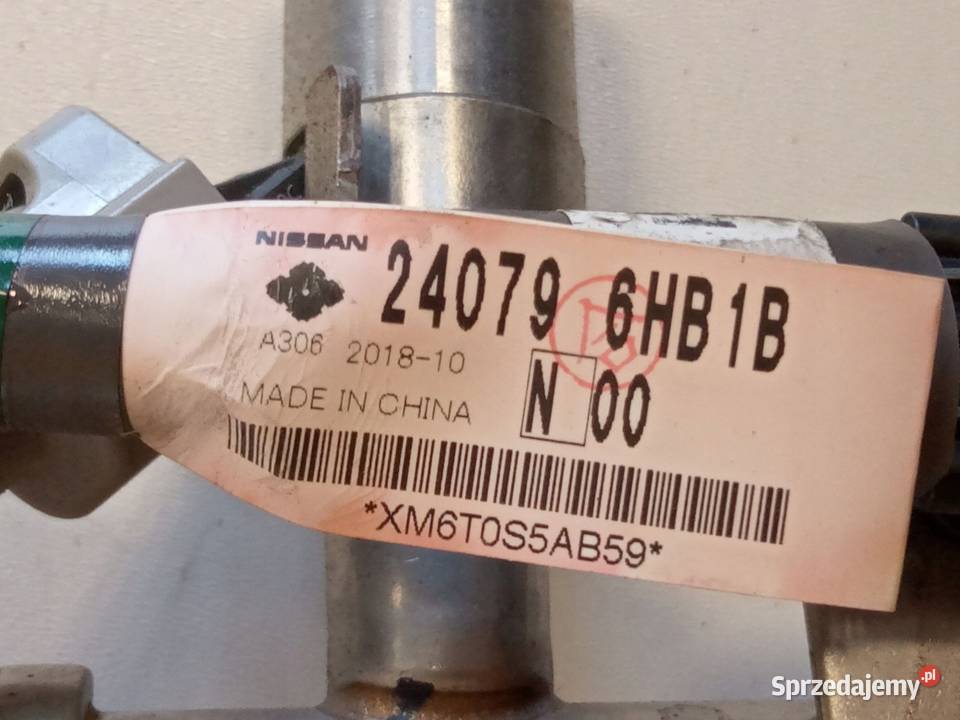 NISSAN
24079 6HB1B
A306 2018-10
N 00
MADE IN CHINA
*XM6T0S5AB59*
Sprzedajemy.pl